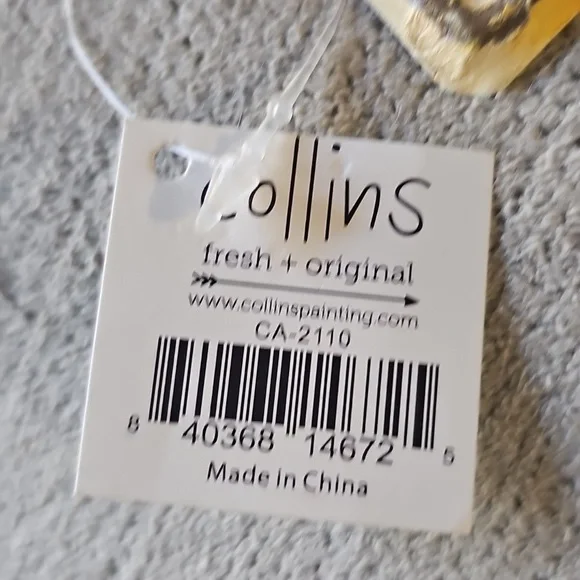 collins
fresh + original
www.collinspainting.com
CA-2110
8 40368 14672 5
Made in China